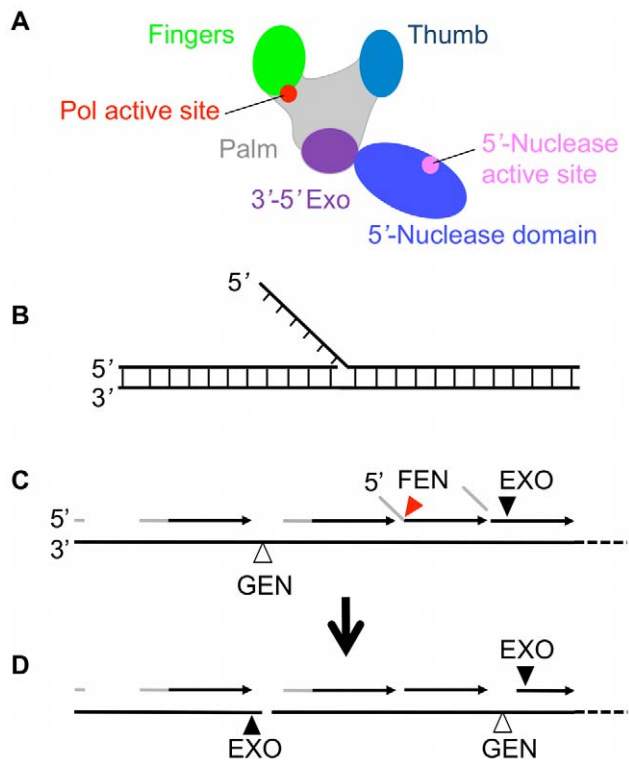 A
Fingers
Thumb
Pol active site
Palm
5’-Nuclease
active site
3’-5’ Exo
5’-Nuclease domain
B
5’
5’
3’
C
5’
FEN
EXO
5’
3’
GEN
D
EXO
EXO
GEN